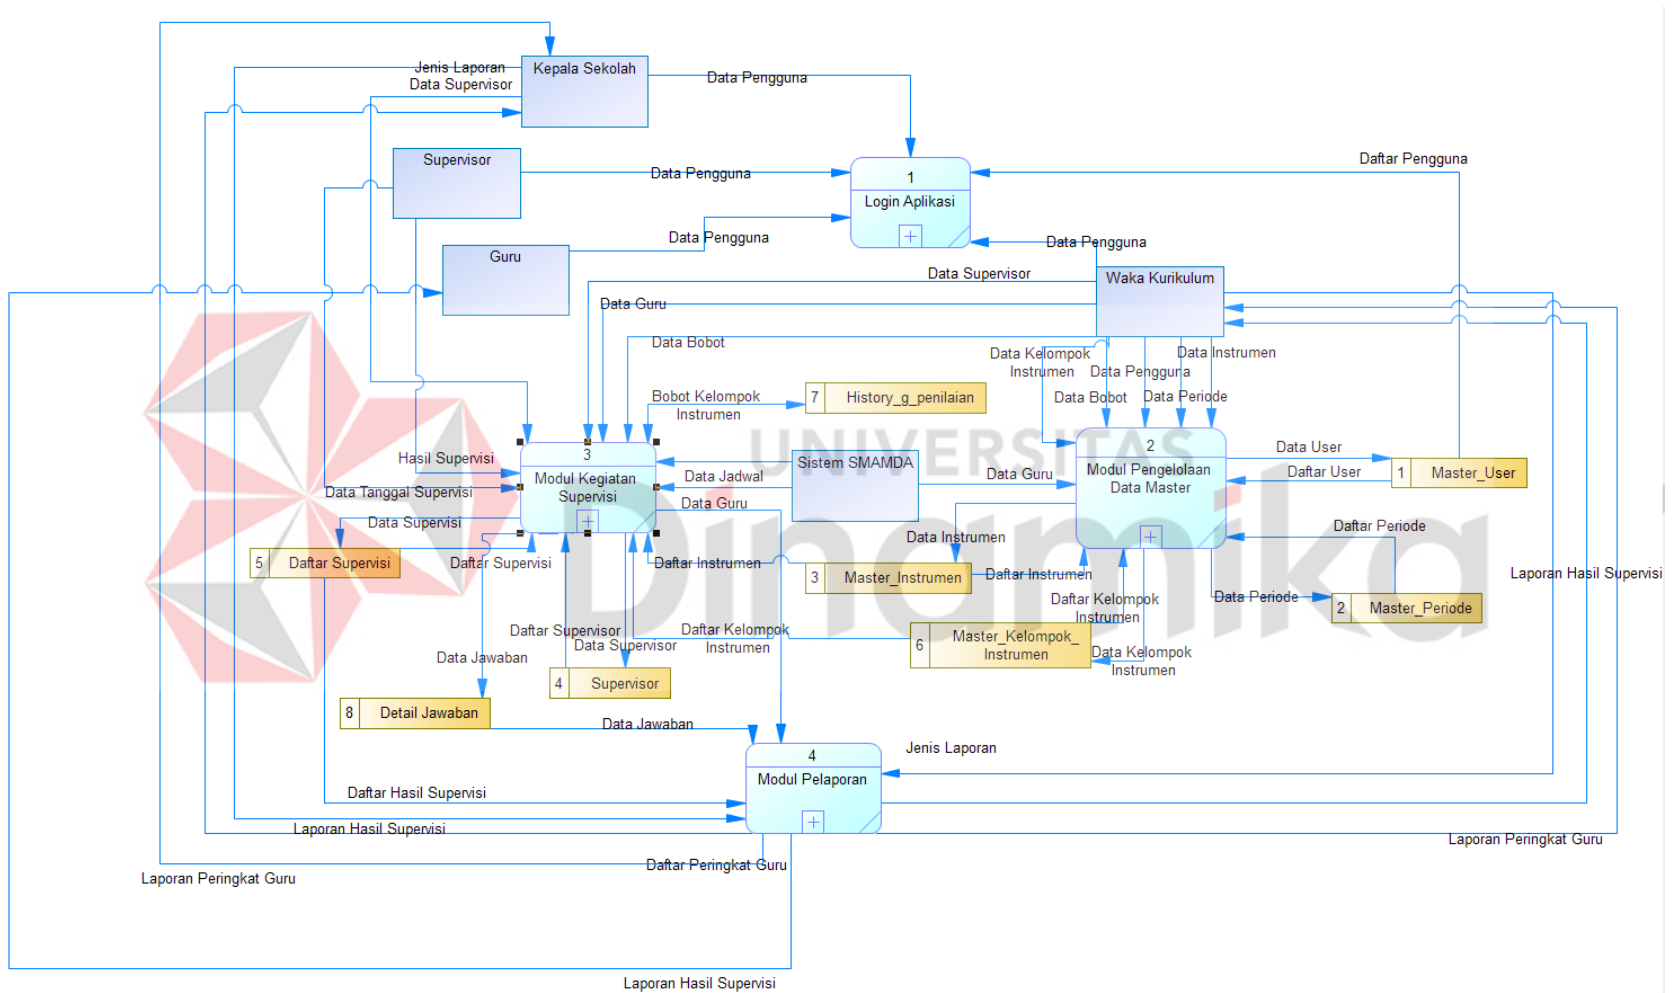 Jenis Laporan
Data Supervisor
Kepala Sekolah
Data Pengguna
Supervisor
Data Pengguna
1
Login Aplikasi
Daftar Pengguna
Guru
Data Pengguna
Data Pengguna
Data Supervisor
Waka Kurikulum
Data Guru
Data Bobot
Data Kelompok
Instrumen
Data Instrumen
Data Pengguna
Data Bobot
Data Periode
Bobot Kelompok
Instrumen
7
History_g_penilaian
UNIVERSITAS
Dinamika
3
Modul Kegiatan
Supervisi
Hasil Supervisi
Data Tanggal Supervisi
Data Jadwal
Data Guru
Sistem SMAMDA
Data Guru
2
Modul Pengelolaan
Data Master
Data User
Daftar User
1
Master_User
Data Supervisi
5
Daftar Supervisi
Daftar Supervisi
Daftar Instrumen
Data Instrumen
3
Master_Instrumen
Daftar Instrumen
Daftar Periode
Laporan Hasil Supervisi
Data Periode
2
Master_Periode
Daftar Kelompok
Instrumen
Daftar Supervisor
Data Supervisor
Daftar Kelompok
Instrumen
6
Master_Kelompok_
Instrumen
Data Kelompok
Instrumen
Data Jawaban
4
Supervisor
8
Detail Jawaban
Data Jawaban
4
Modul Pelaporan
Jenis Laporan
Daftar Hasil Supervisi
Laporan Hasil Supervisi
Laporan Peringkat Guru
Daftar Peringkat Guru
Laporan Peringkat Guru
Laporan Hasil Supervisi